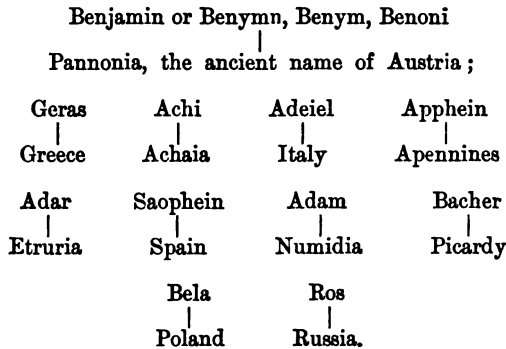 Benjamin or Benymn, Benym, Benoni
Pannonia, the ancient name of Austria;
Geras Achi Adeiel Apphein
Greece Achaia Italy Apennines
Adar Saophein Adam Bacher
Etruria Spain Numidia Picardy
Bela Ros
Poland Russia.